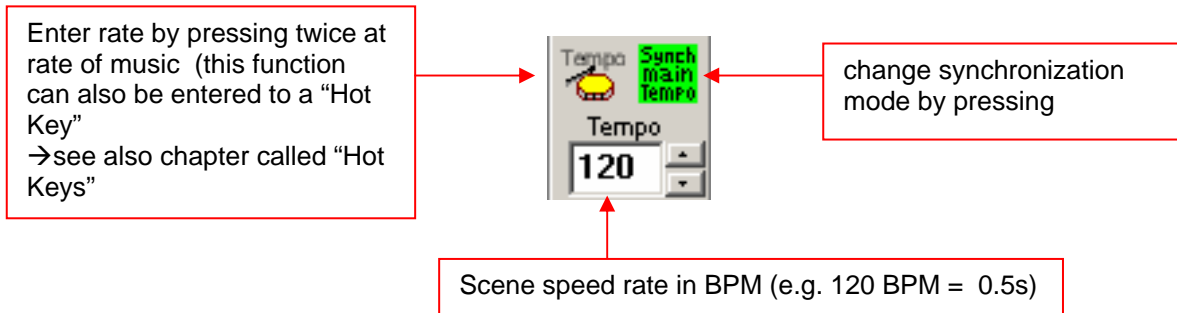 Enter rate by pressing twice at
rate of music  (this function
can also be entered to a “Hot
Key”
→see also chapter called “Hot
Keys”
Tempo
Synch
main
Tempo
Tempo
120
change synchronization
mode by pressing
Scene speed rate in BPM (e.g. 120 BPM =  0.5s)